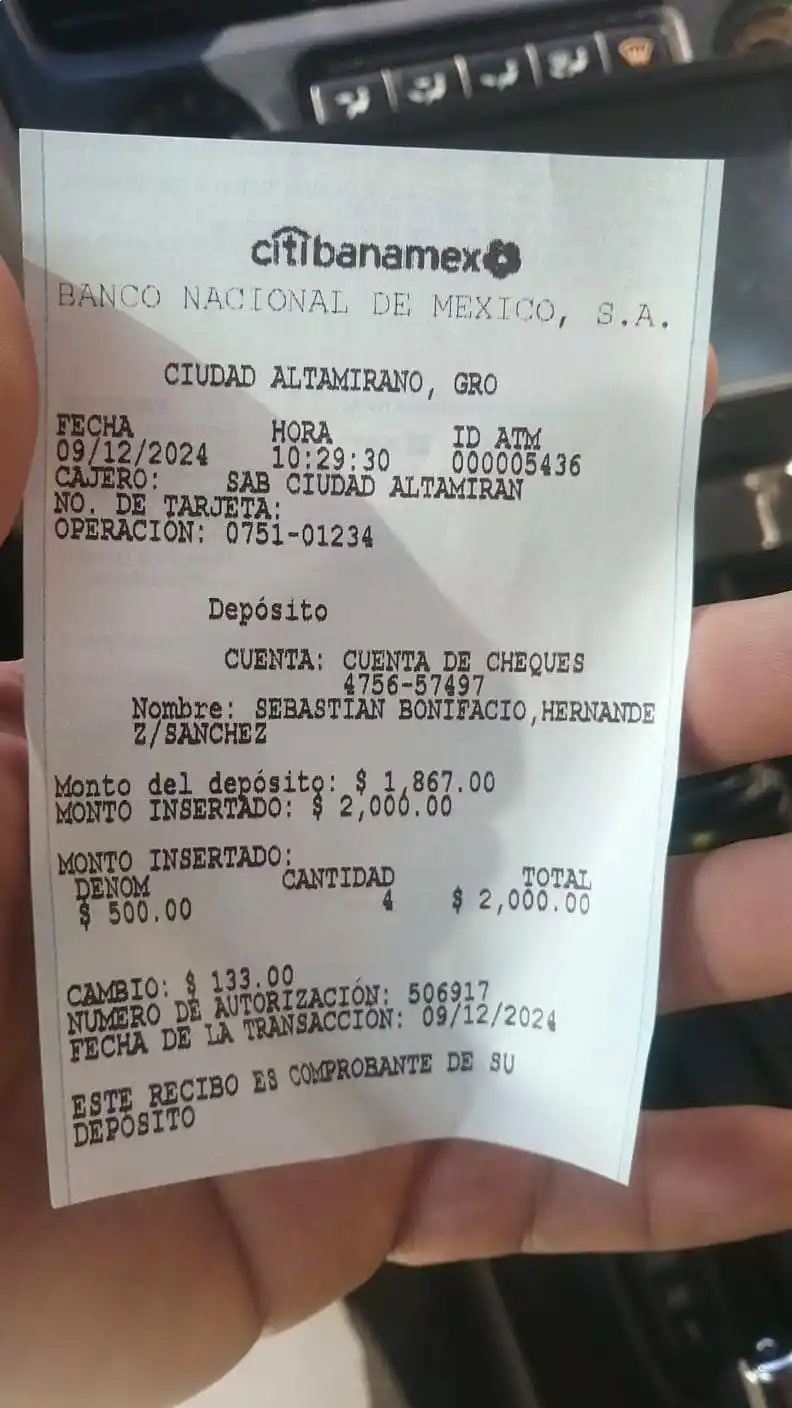 citibanamex
BANCO NACIONAL DE MEXICO, S.A.
CIUDAD ALTAMIRANO, GRO
FECHA HORA ID ATM
09/12/2024 10:29:30 000005436
CAJERO: SAB CIUDAD ALTAMIRAN
NO. DE TARJETA:
OPERACIÓN: 0751-01234
Depósito
CUENTA: CUENTA DE CHEQUES
4756-57497
Nombre: SEBASTIAN BONIFACIO,HERNANDE
Z/SANCHEZ
Monto del depósito: $ 1,867.00
MONTO INSERTADO: $ 2,000.00
MONTO INSERTADO:
DENOM CANTIDAD TOTAL
$ 500.00 4 $ 2,000.00
CAMBIO: $ 133.00
NUMERO DE AUTORIZACIÓN: 506917
FECHA DE LA TRANSACCIÓN: 09/12/2024
ESTE RECIBO ES COMPROBANTE DE SU
DEPÓSITO